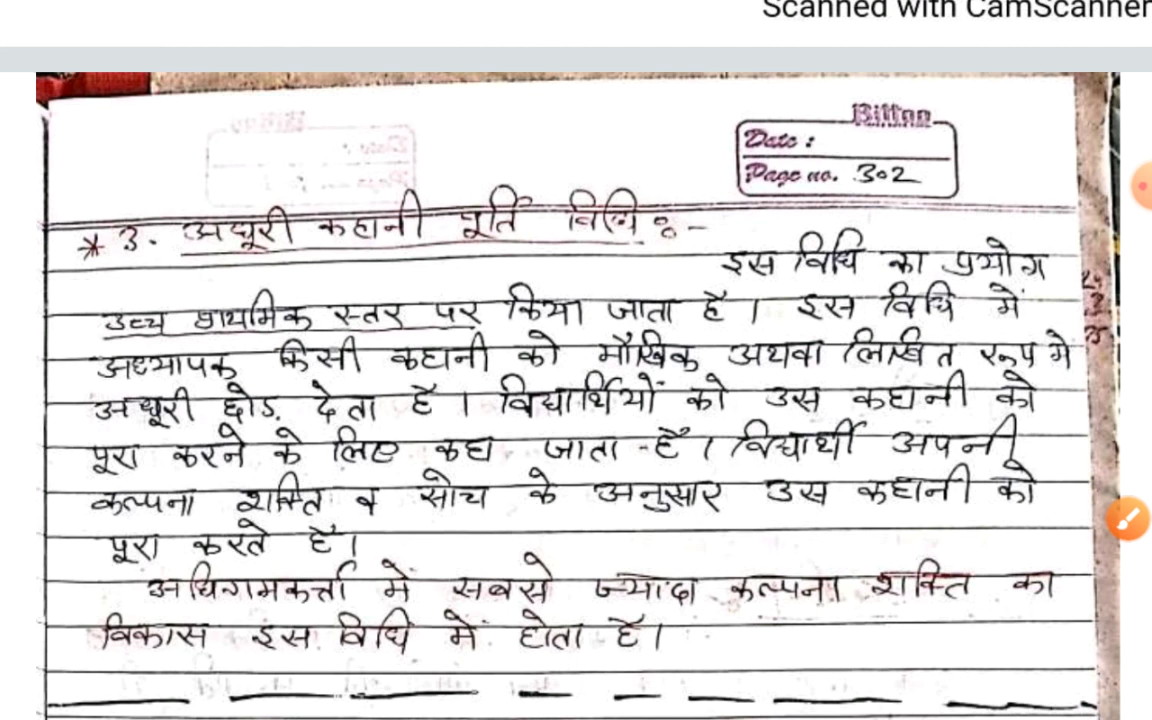 Scanned with CamScanner
Bittoo
Date :
Page no. 302
* 3. अधूरी कहानी पूर्ति विधि :-
इस विधि का प्रयोग
उच्च प्राथमिक स्तर पर किया जाता है । इस विधि में
अध्यापक किसी कहानी को मौखिक अथवा लिखित रूप में
अधूरी छोड़ देता है । विद्यार्थियों को उस कहानी को
पूरा करने के लिए कहा जाता है । विद्यार्थी अपनी
कल्पना शक्ति व सोच के अनुसार उस कहानी को
पूरा करते हैं ।
अधिगमकर्त्ता में सबसे ज्यादा कल्पना शक्ति का
विकास इस विधि में होता है ।